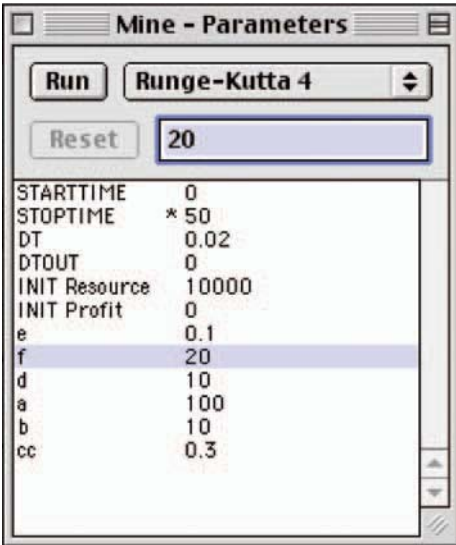 Mine - Parameters
Run Runge-Kutta 4
Reset 20
STARTTIME 0
STOPTIME * 50
DT 0.02
DTOUT 0
INIT Resource 10000
INIT Profit 0
e 0.1
f 20
d 10
a 100
b 10
cc 0.3